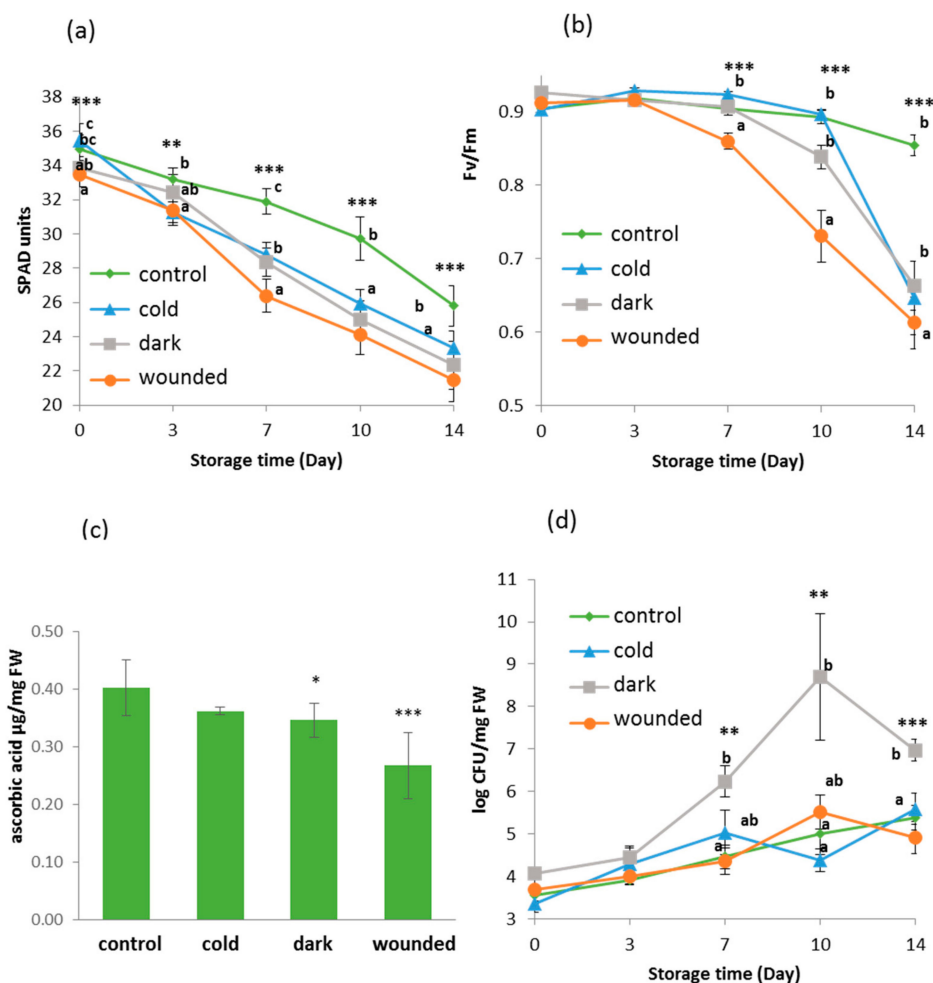 (a)
38
36
34
32
30
28
26
24
22
20
SPAD units
***
c
bc
ab
a
**
b
ab
a
***
c
b
a
***
b
a
***
b
a
control
cold
dark
wounded
0 3 7 10 14
Storage time (Day)
(b)
0.9
0.8
0.7
0.6
0.5
Fv/Fm
***
b
a
***
b
b
a
***
b
b
a
control
cold
dark
wounded
0 3 7 10 14
Storage time (Day)
(c)
0.50
0.40
0.30
0.20
0.10
0.00
ascorbic acid µg/mg FW
*
***
control cold dark wounded
(d)
11
10
9
8
7
6
5
4
3
log CFU/mg FW
control
cold
dark
wounded
**
b
ab
a
**
b
ab
a
a
***
b
a
0 3 7 10 14
Storage time (Day)